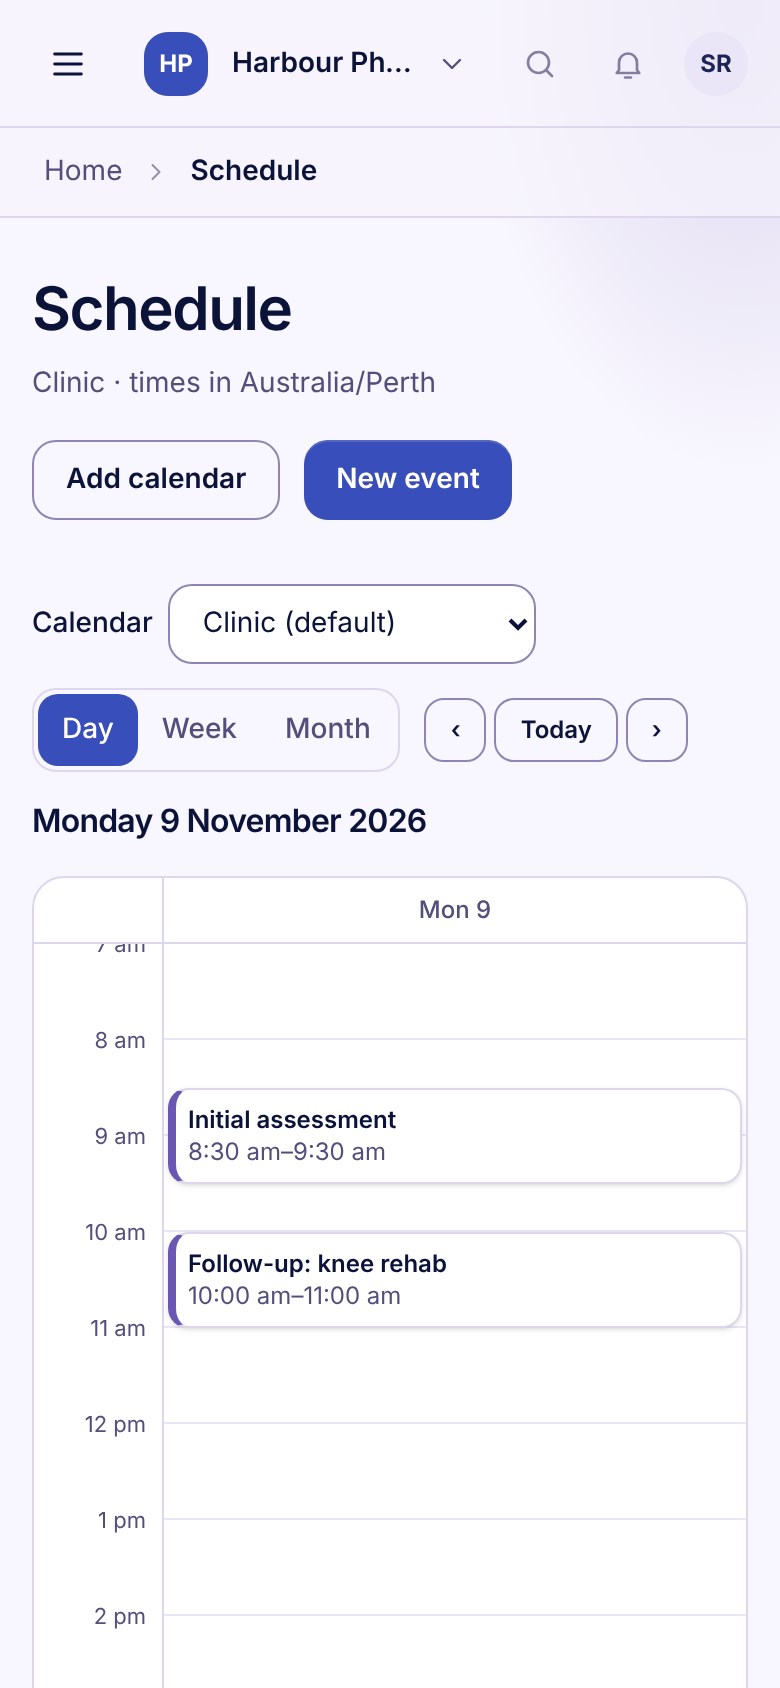 HP Harbour Ph... SR
Home > Schedule
Schedule
Clinic · times in Australia/Perth
Add calendar New event
Calendar Clinic (default)
Day Week Month ‹ Today ›
Monday 9 November 2026
Mon 9
7 am
8 am
Initial assessment
9 am
8:30 am–9:30 am
10 am
Follow-up: knee rehab
10:00 am–11:00 am
11 am
12 pm
1 pm
2 pm